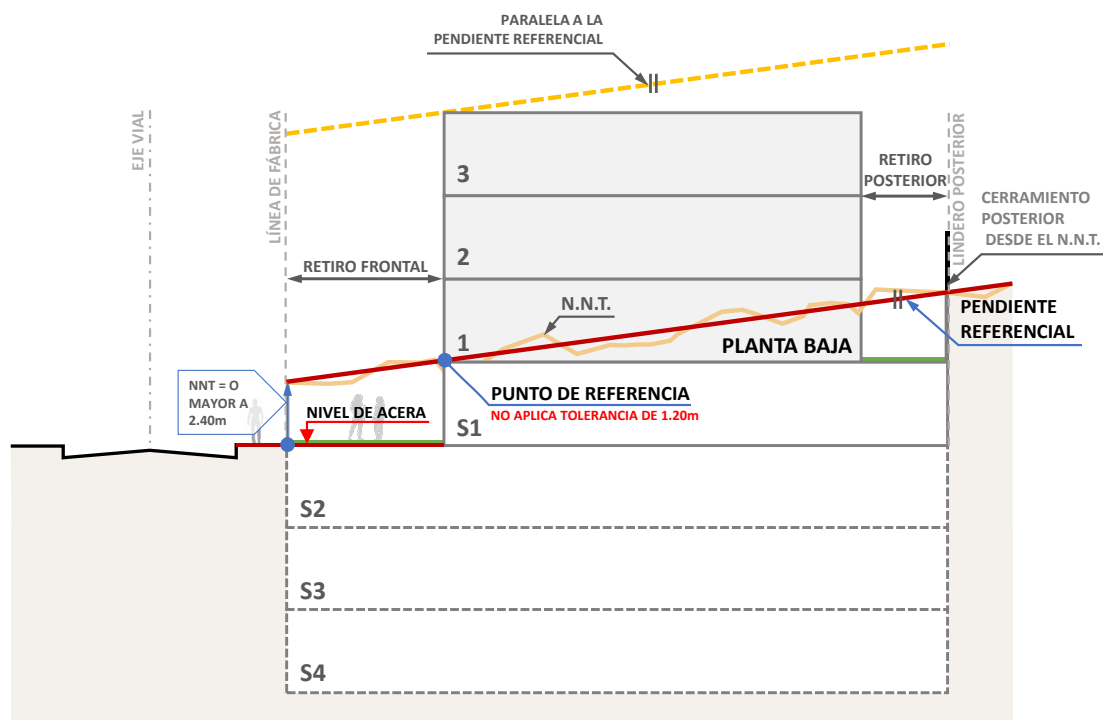 PARALELA A LA
PENDIENTE REFERENCIAL
EJE VIAL
LÍNEA DE FÁBRICA
3
RETIRO
POSTERIOR
LINDERO POSTERIOR
CERRAMIENTO
POSTERIOR
DESDE EL N.N.T.
2
RETIRO FRONTAL
N.N.T.
1
PLANTA BAJA
PENDIENTE
REFERENCIAL
NNT = O
MAYOR A
2.40m
PUNTO DE REFERENCIA
NO APLICA TOLERANCIA DE 1.20m
NIVEL DE ACERA
S1
S2
S3
S4